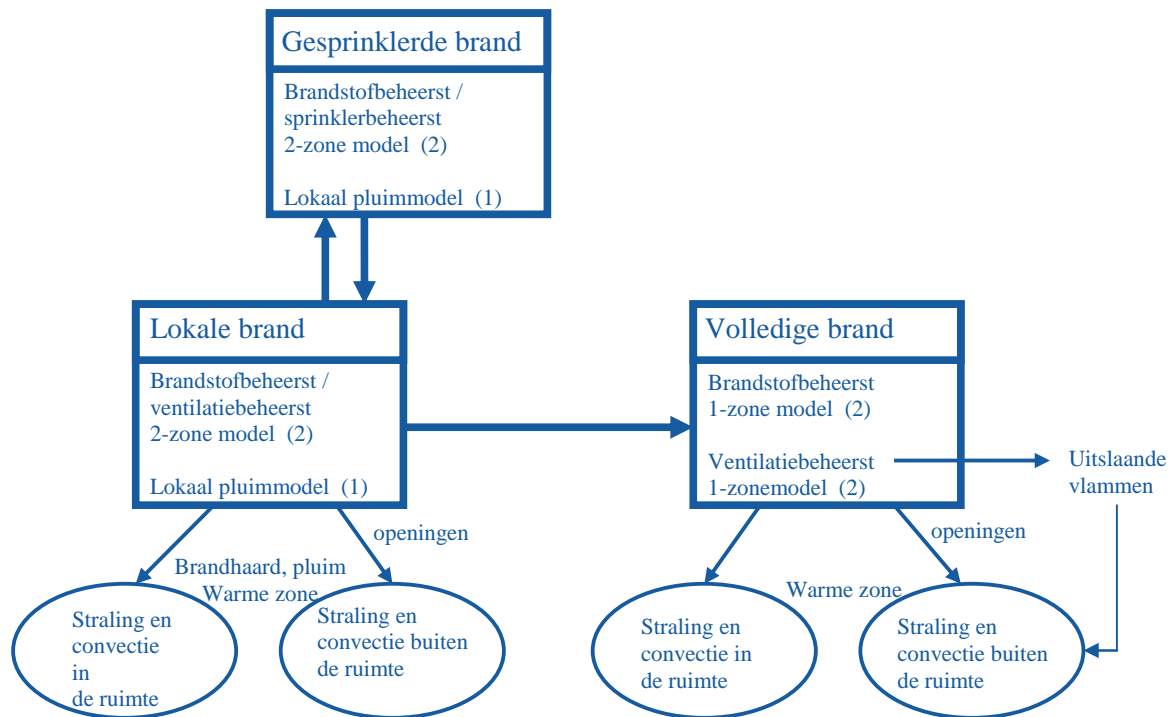 Gesprinklerde brand
Brandstofbeheerst /
sprinklerbeheerst
2-zone model (2)
Lokaal pluimmodel (1)
Lokale brand
Brandstofbeheerst /
ventilatiebeheerst
2-zone model (2)
Lokaal pluimmodel (1)
Volledige brand
Brandstofbeheerst
1-zone model (2)
Ventilatiebeheerst
1-zonemodel (2)
Uitslaande
vlammen
openingen
Brandhaard, pluim
Warme zone
openingen
Warme zone
Straling en
convectie
in
de ruimte
Straling en
convectie buiten
de ruimte
Straling en
convectie in
de ruimte
Straling en
convectie buiten
de ruimte